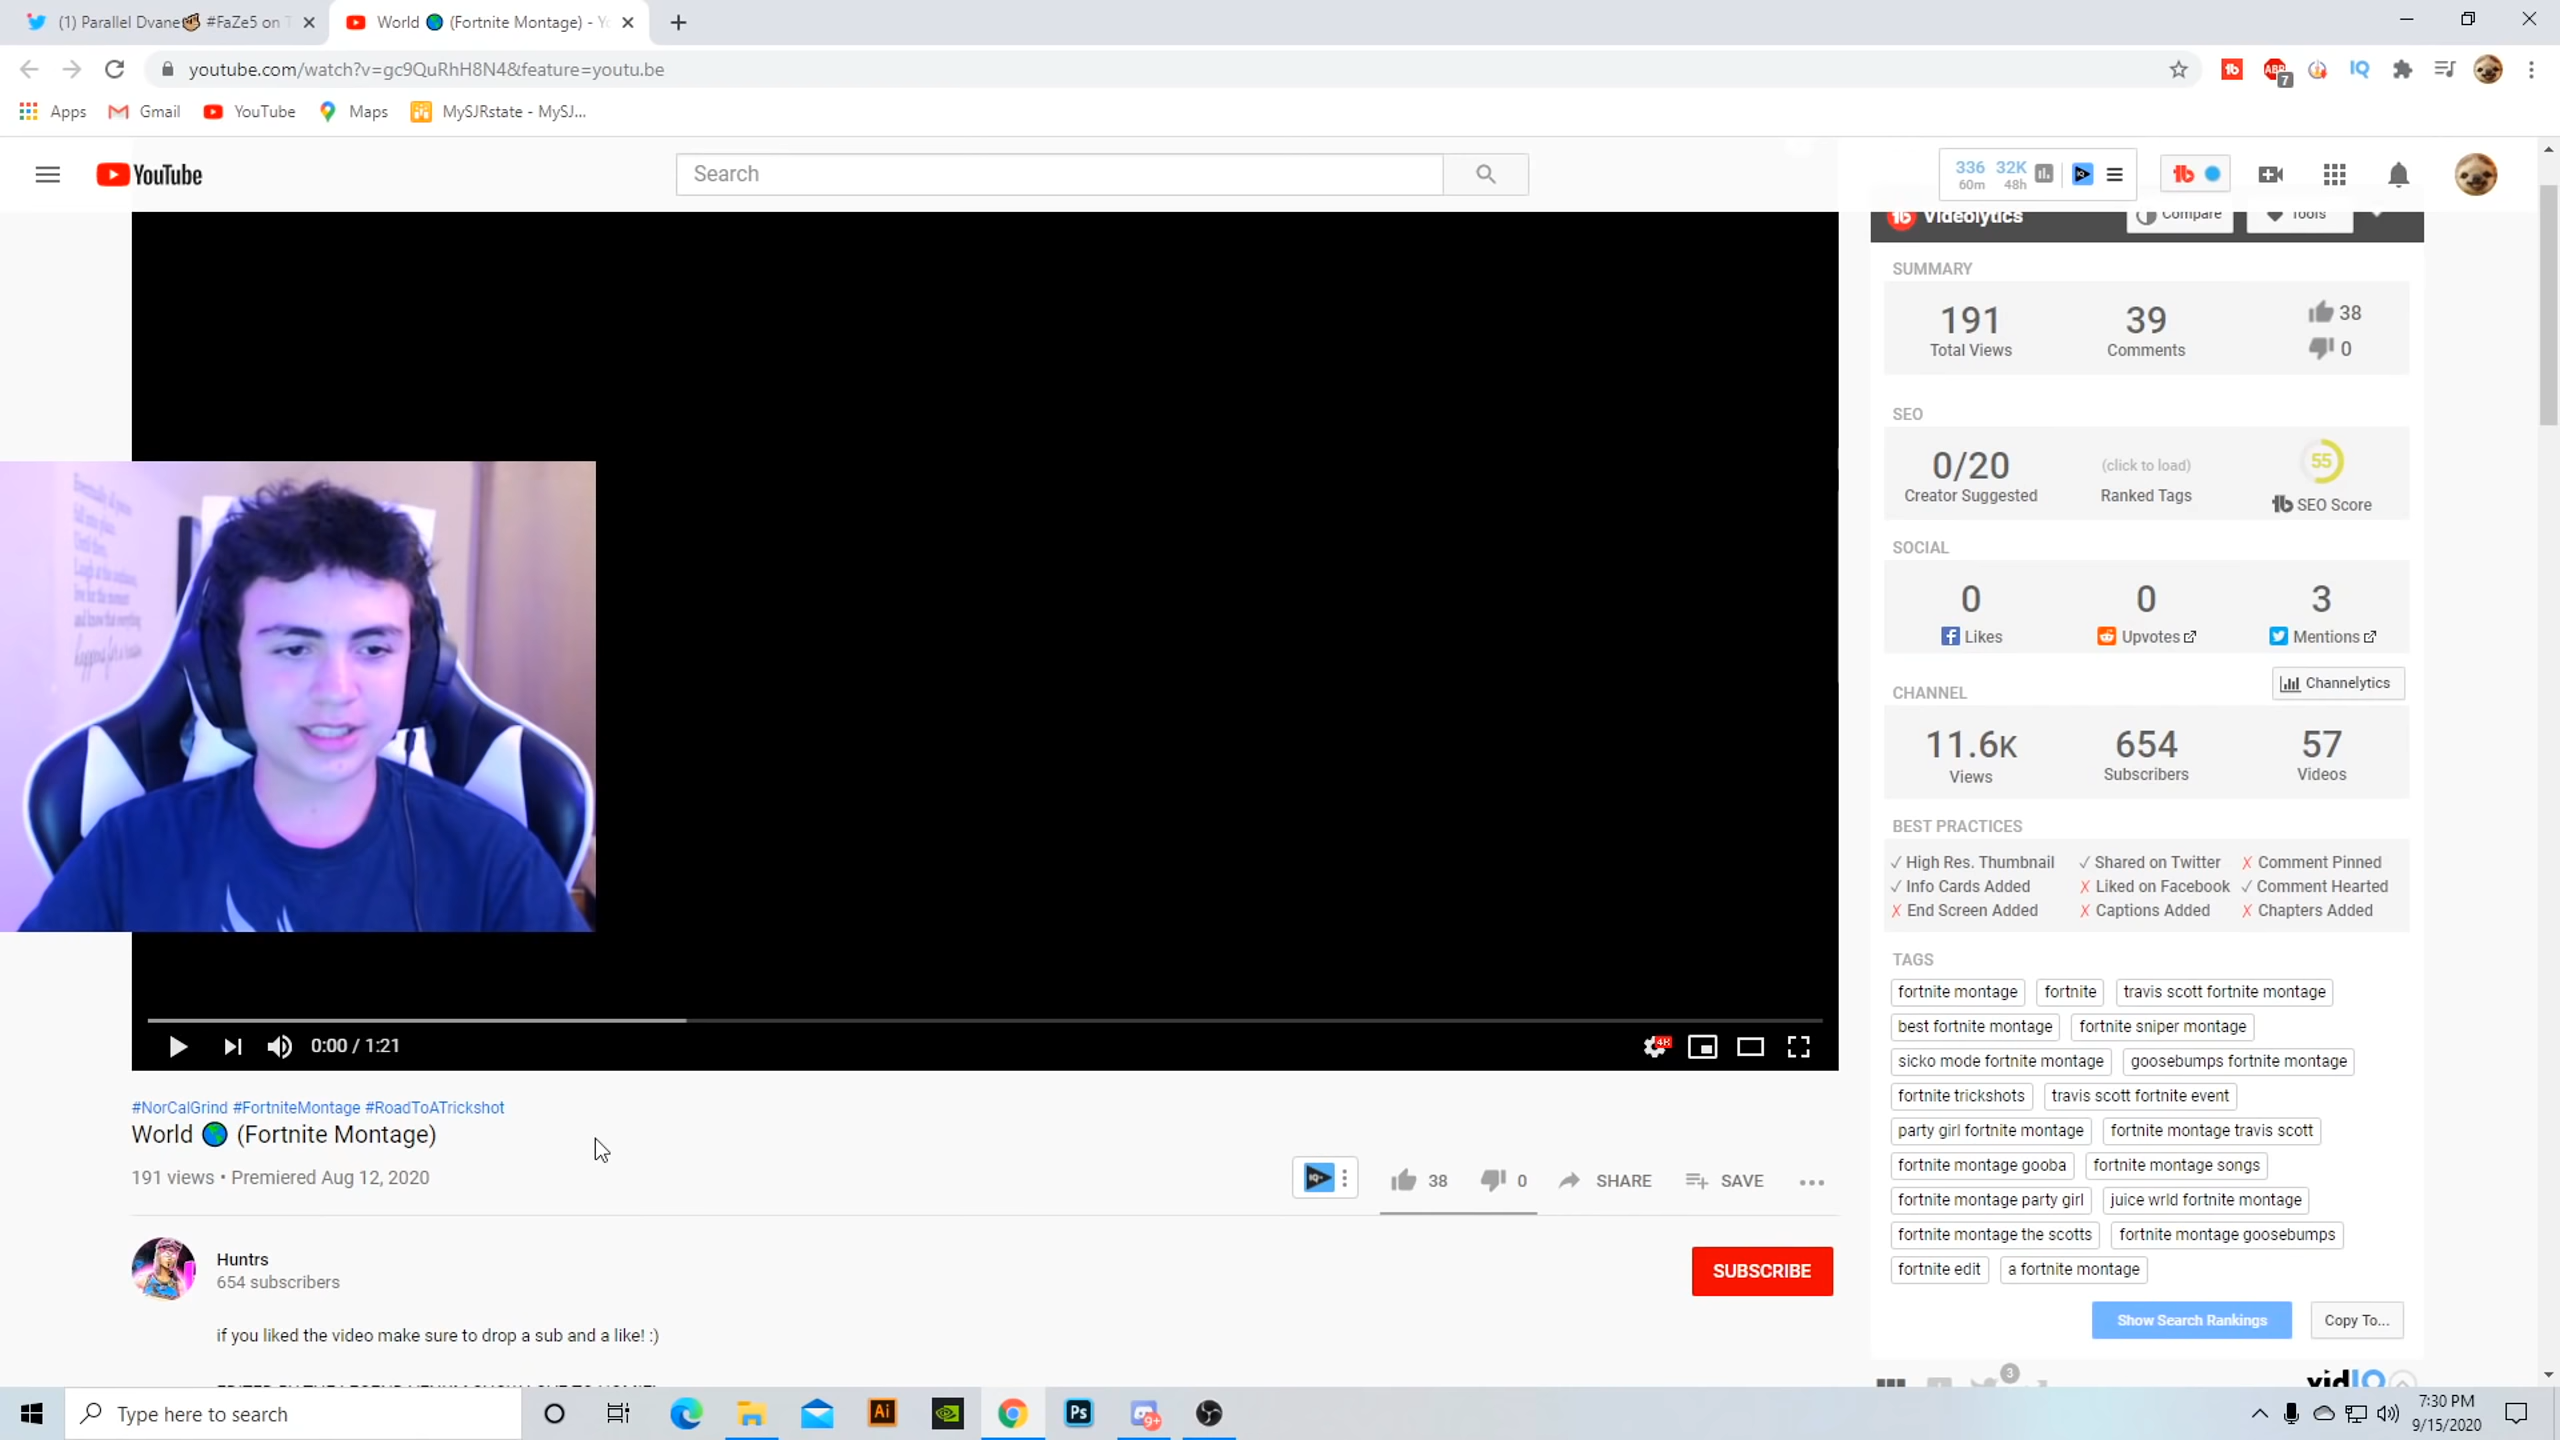 (1) Parallel Dvane #FaZe5 on T
World 🌎 (Fortnite Montage) - Yo
youtube.com/watch?v=gc9QuRhH8N4&feature=youtu.be
Apps Gmail YouTube Maps MySJRstate - MySJ...
YouTube
Search
336 60m 32K 48h
Videolytics Compare Tools
SUMMARY
191 Total Views
39 Comments
38
0
SEO
0/20 Creator Suggested
(click to load) Ranked Tags
55 SEO Score
SOCIAL
0 Likes
0 Upvotes
3 Mentions
CHANNEL Channelytics
11.6K Views
654 Subscribers
57 Videos
BEST PRACTICES
✓ High Res. Thumbnail ✓ Shared on Twitter ✗ Comment Pinned
✓ Info Cards Added ✗ Liked on Facebook ✓ Comment Hearted
✗ End Screen Added ✗ Captions Added ✗ Chapters Added
TAGS
fortnite montage fortnite travis scott fortnite montage
best fortnite montage fortnite sniper montage
sicko mode fortnite montage goosebumps fortnite montage
fortnite trickshots travis scott fortnite event
party girl fortnite montage fortnite montage travis scott
fortnite montage gooba fortnite montage songs
fortnite montage party girl juice wrld fortnite montage
fortnite montage the scotts fortnite montage goosebumps
fortnite edit a fortnite montage
Show Search Rankings Copy To...
3
vidIQ
0:00 / 1:21
4K
#NorCalGrind #FortniteMontage #RoadToATrickshot
World 🌎 (Fortnite Montage)
191 views • Premiered Aug 12, 2020
38 0 SHARE SAVE
Huntrs
654 subscribers
SUBSCRIBE
if you liked the video make sure to drop a sub and a like! :)
Type here to search
Ai Ps 9+
7:30 PM
9/15/2020